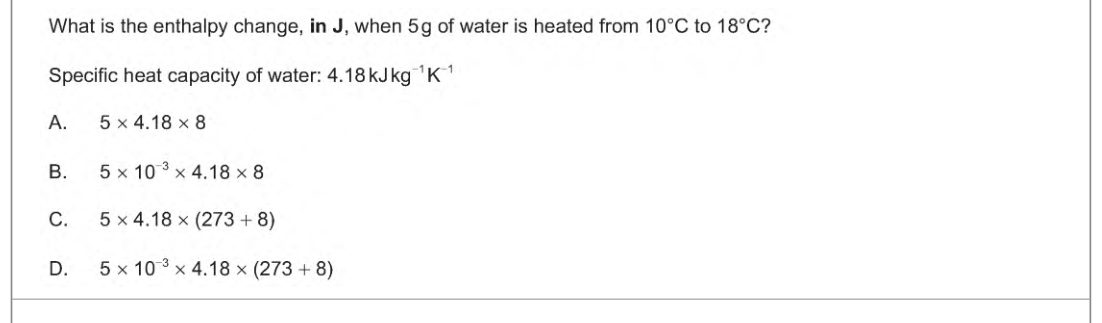 What is the enthalpy change, in J, when 5 g of water is heated from 10°C to 18°C?
Specific heat capacity of water: 4.18 kJ kg⁻¹ K⁻¹
A. 5 × 4.18 × 8
B. 5 × 10⁻³ × 4.18 × 8
C. 5 × 4.18 × (273 + 8)
D. 5 × 10⁻³ × 4.18 × (273 + 8)